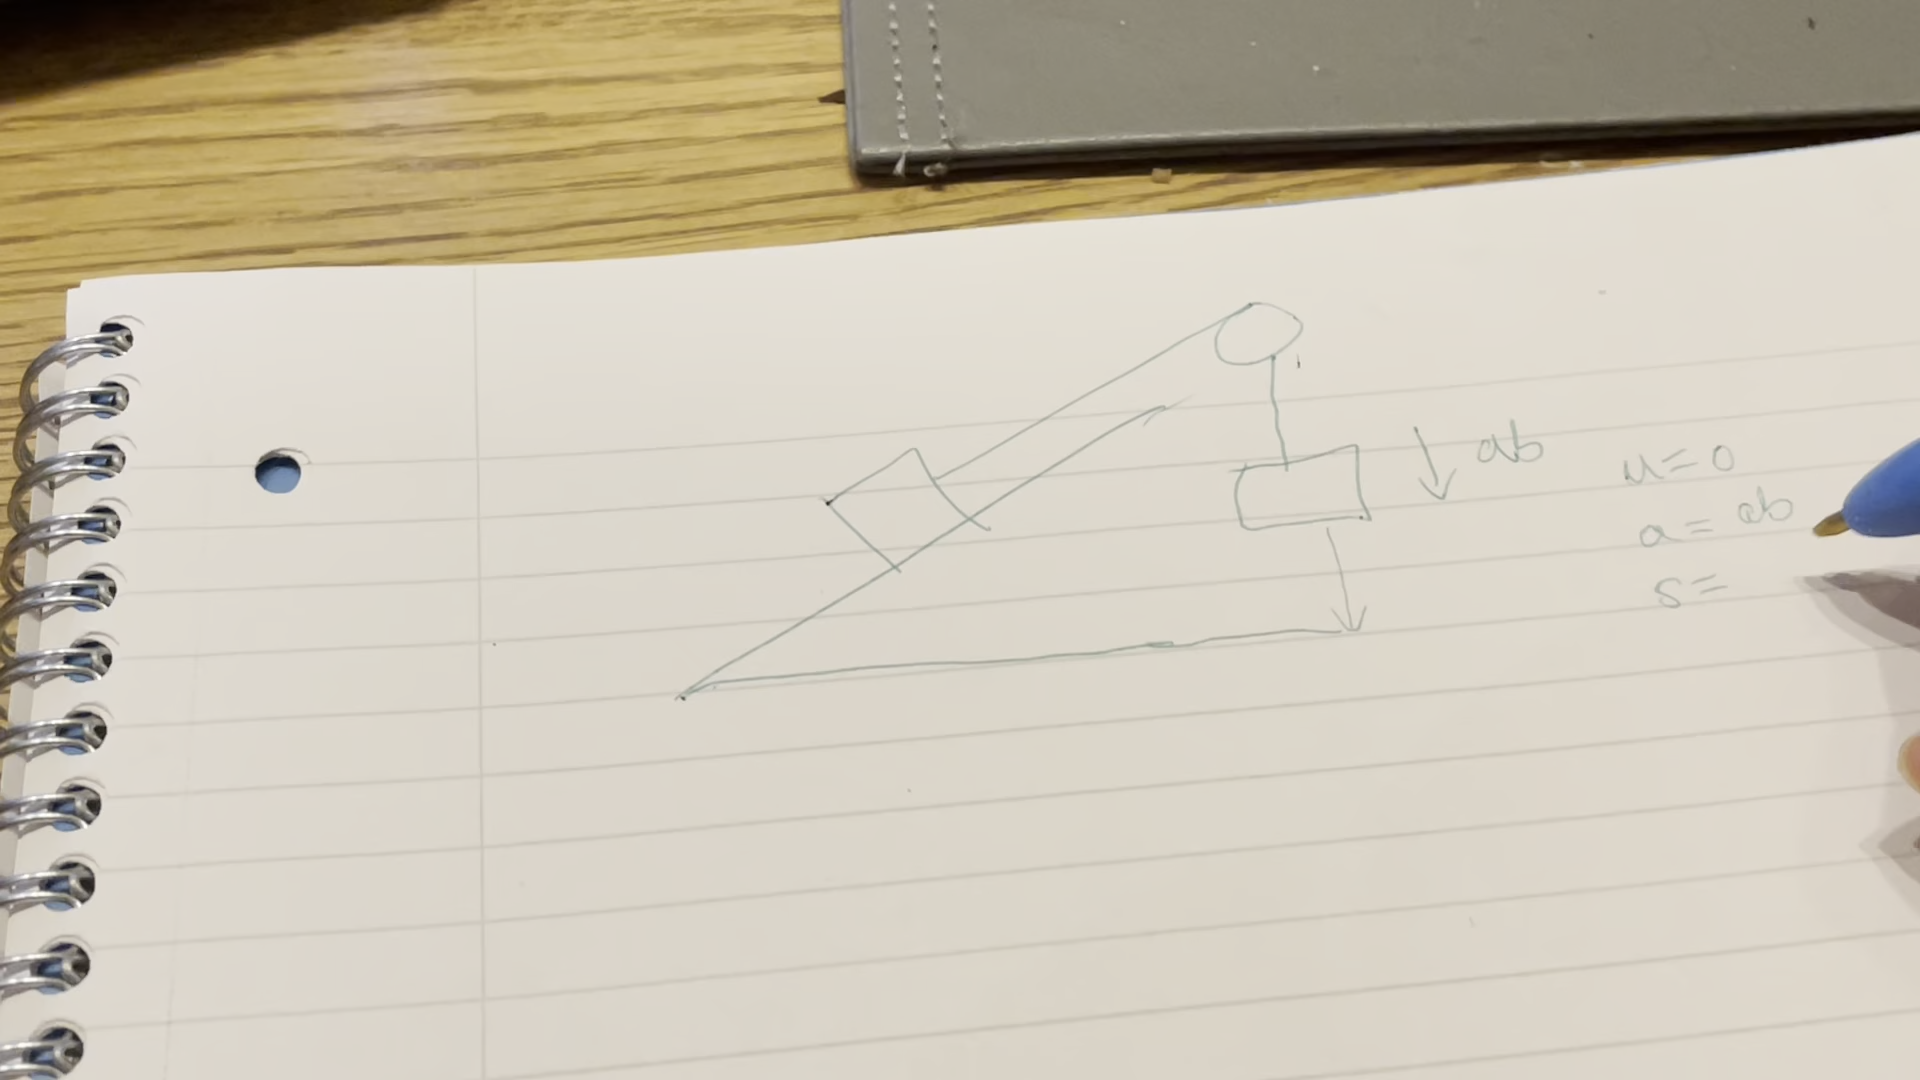 ab
u=0
a = ab
s=